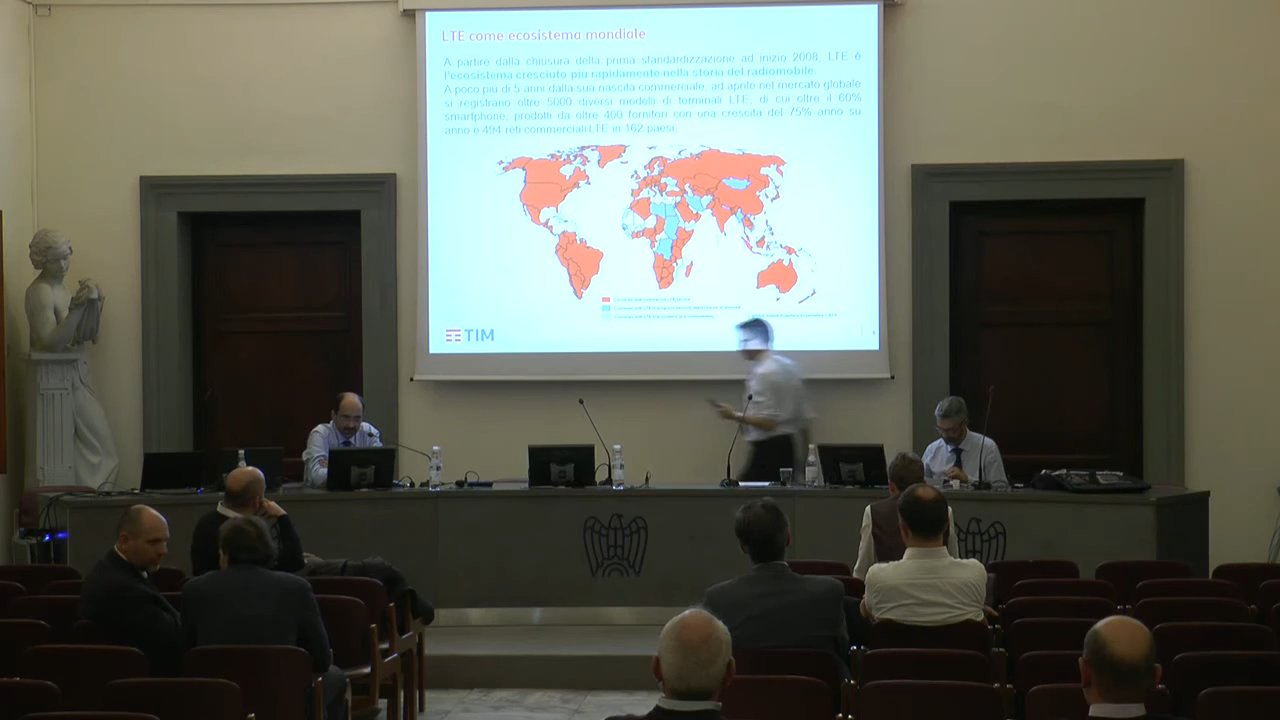 LTE come ecosistema mondiale
A partire dalla chiusura della prima standardizzazione ad inizio 2008, LTE è
l'ecosistema cresciuto più rapidamente nella storia del radiomobile.
A poco più di 5 anni dalla sua nascita commerciale, ad aprile nel mercato globale
si registrano oltre 5000 diversi modelli di terminali LTE, di cui oltre il 60%
smartphone, prodotti da oltre 400 fornitori con una crescita del 75% anno su
anno e 494 reti commerciali LTE in 162 paesi.
TIM